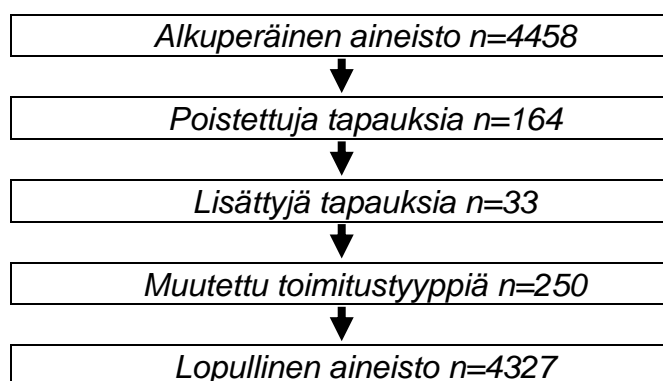 Alkuperäinen aineisto n=4458
Poistettuja tapauksia n=164
Lisättyjä tapauksia n=33
Muutettu toimitustyyppiä n=250
Lopullinen aineisto n=4327